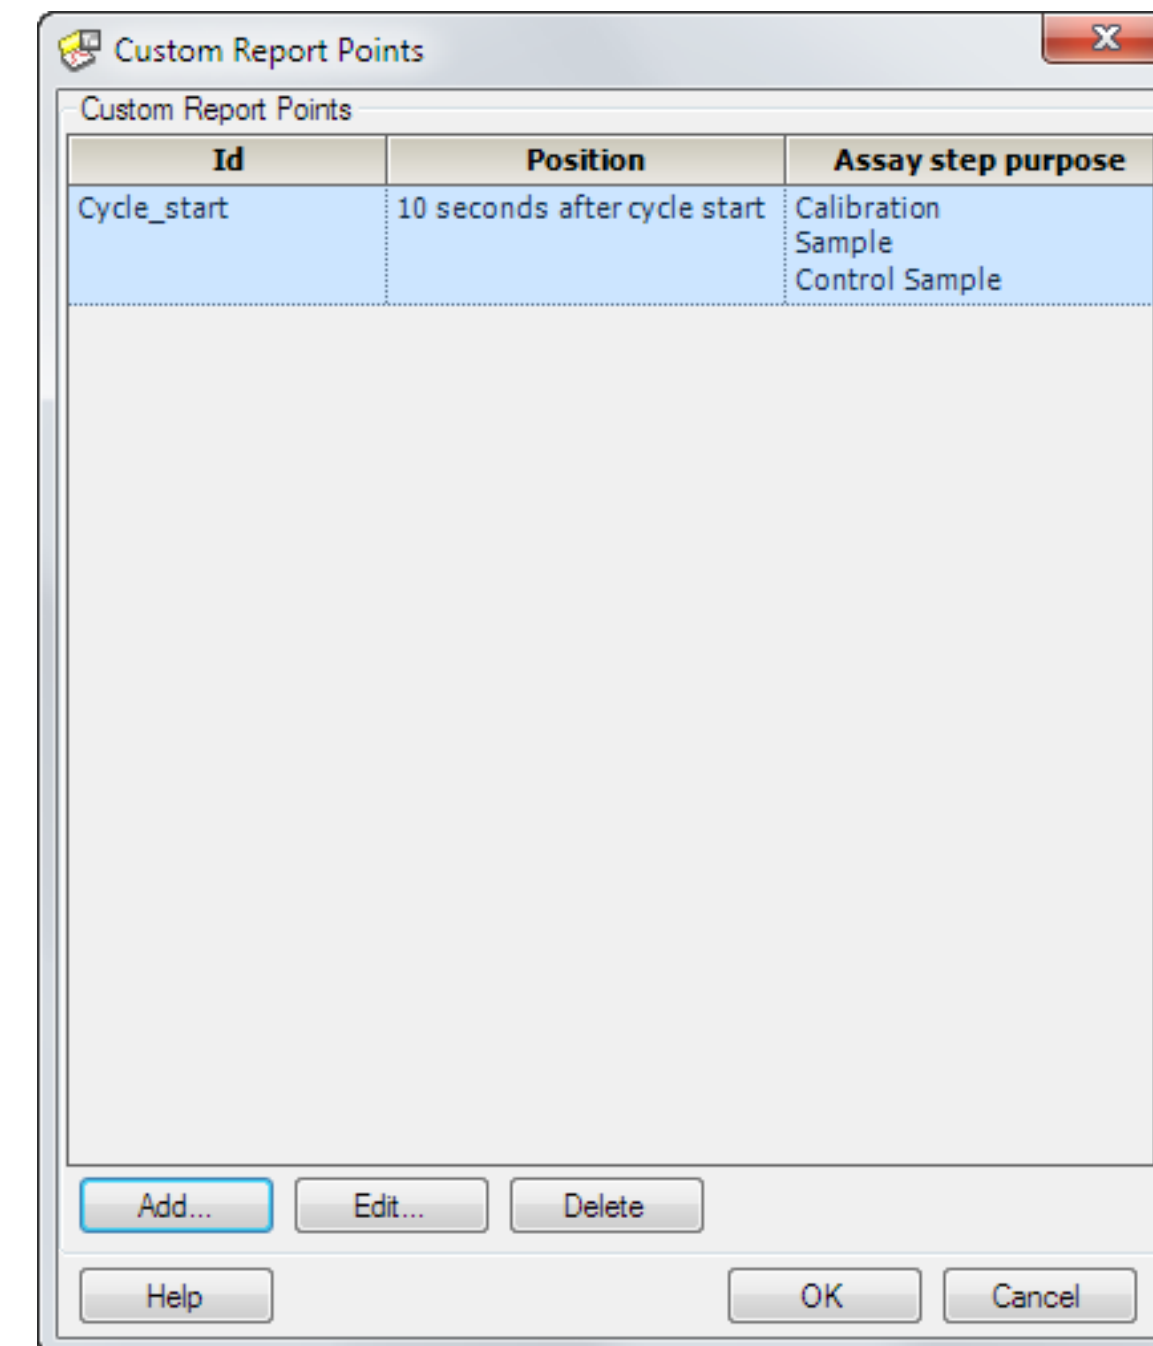 Custom Report Points
Custom Report Points
Id Position Assay step purpose
Cycle_start 10 seconds after cycle start Calibration
Sample
Control Sample
Add... Edit... Delete
Help OK Cancel